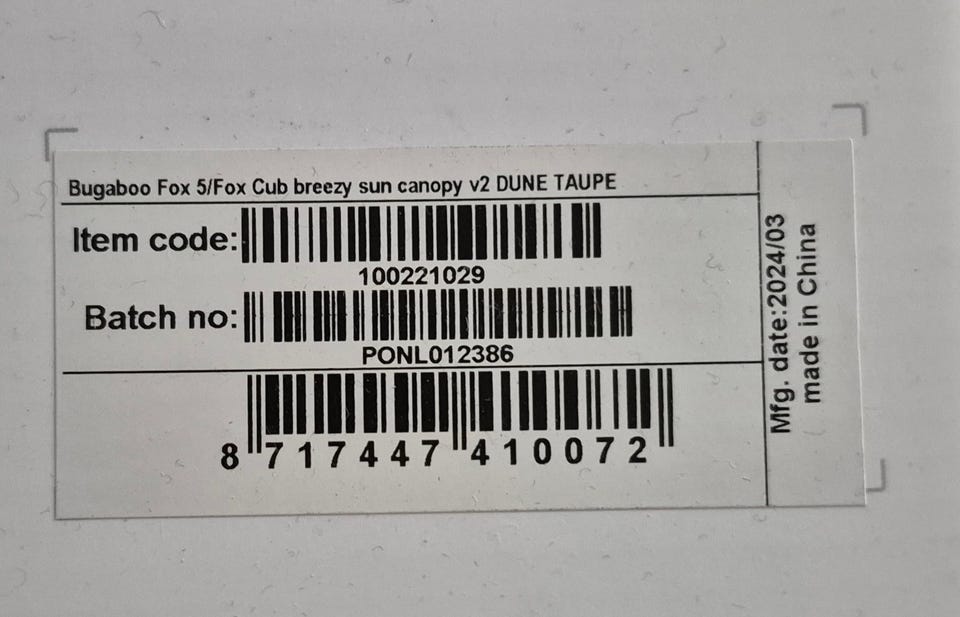 Bugaboo Fox 5/Fox Cub breezy sun canopy v2 DUNE TAUPE
Item code:
100221029
Batch no:
PONL012386
8 717447 410072
Mfg. date:2024/03
made in China